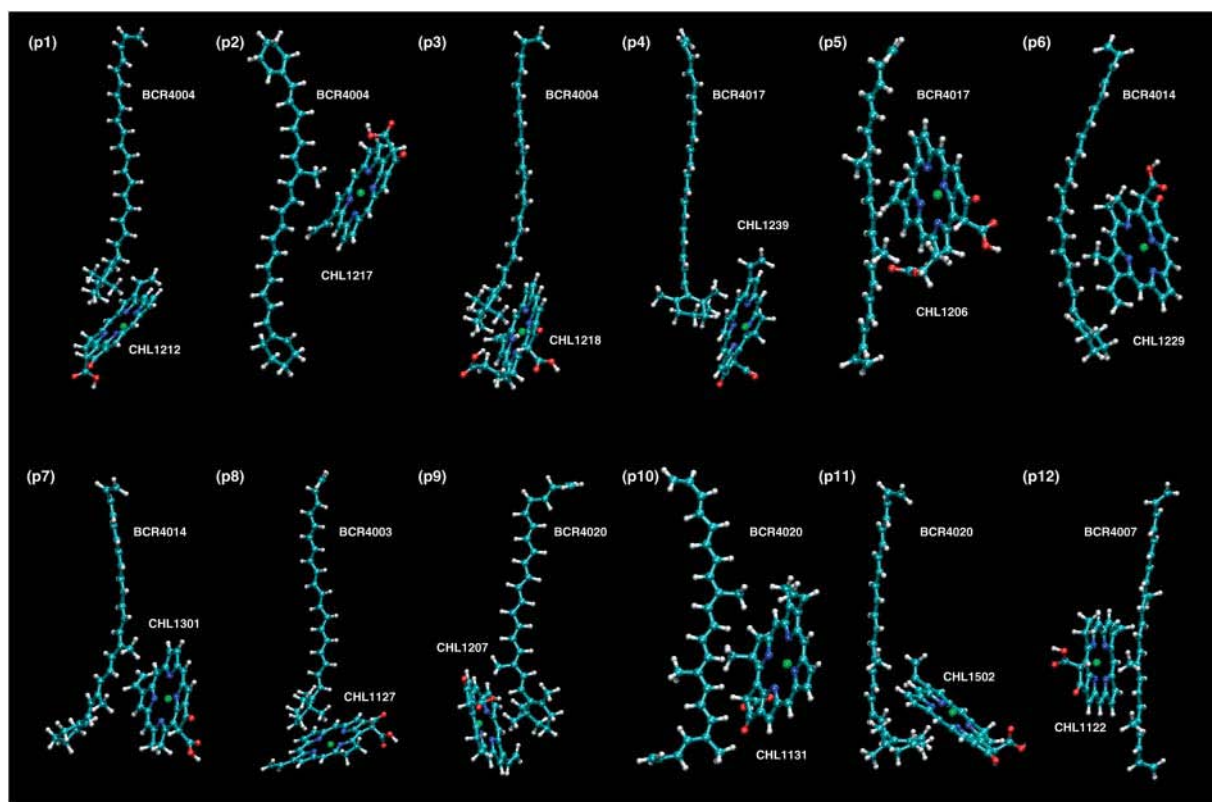 (p1)
BCR4004
CHL1212
(p2)
BCR4004
CHL1217
(p3)
BCR4004
CHL1218
(p4)
BCR4017
CHL1239
(p5)
BCR4017
CHL1206
(p6)
BCR4014
CHL1229
(p7)
BCR4014
CHL1301
(p8)
BCR4003
CHL1127
(p9)
BCR4020
CHL1207
(p10)
BCR4020
CHL1131
(p11)
BCR4020
CHL1502
(p12)
BCR4007
CHL1122